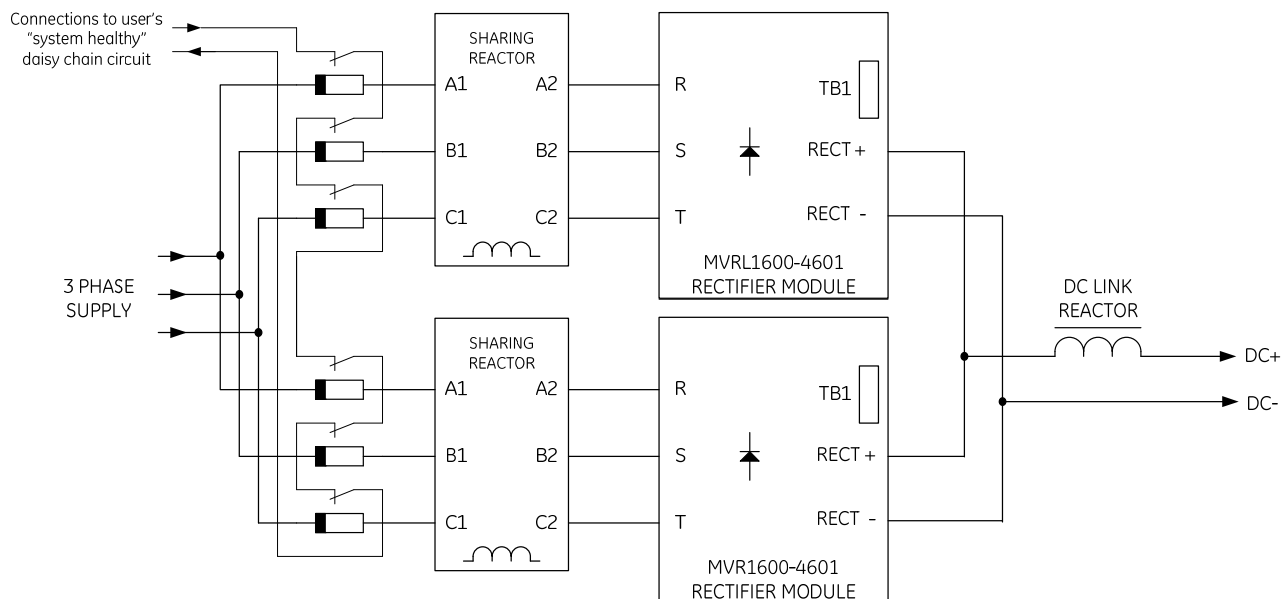 Connections to user's
"system healthy"
daisy chain circuit
SHARING
REACTOR
A1 A2
B1 B2
C1 C2
R
S
T
TB1
RECT +
RECT -
MVRL1600-4601
RECTIFIER MODULE
3 PHASE
SUPPLY
SHARING
REACTOR
A1 A2
B1 B2
C1 C2
R
S
T
TB1
RECT +
RECT -
MVR1600-4601
RECTIFIER MODULE
DC LINK
REACTOR
DC+
DC-